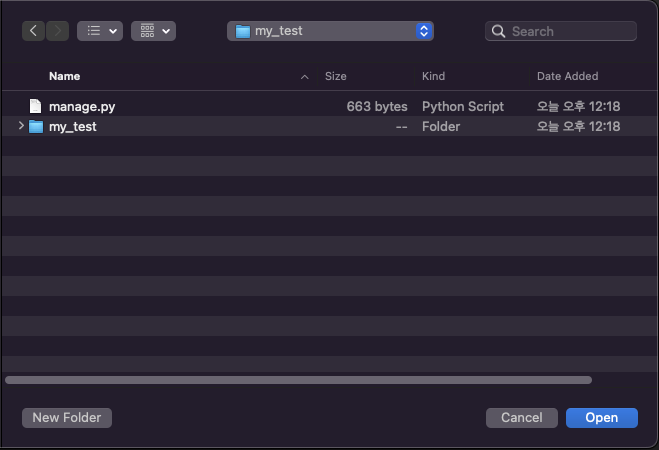 my_test
Search
Name Size Kind Date Added
manage.py 663 bytes Python Script 오늘 오후 12:18
my_test -- Folder 오늘 오후 12:18
New Folder Cancel Open